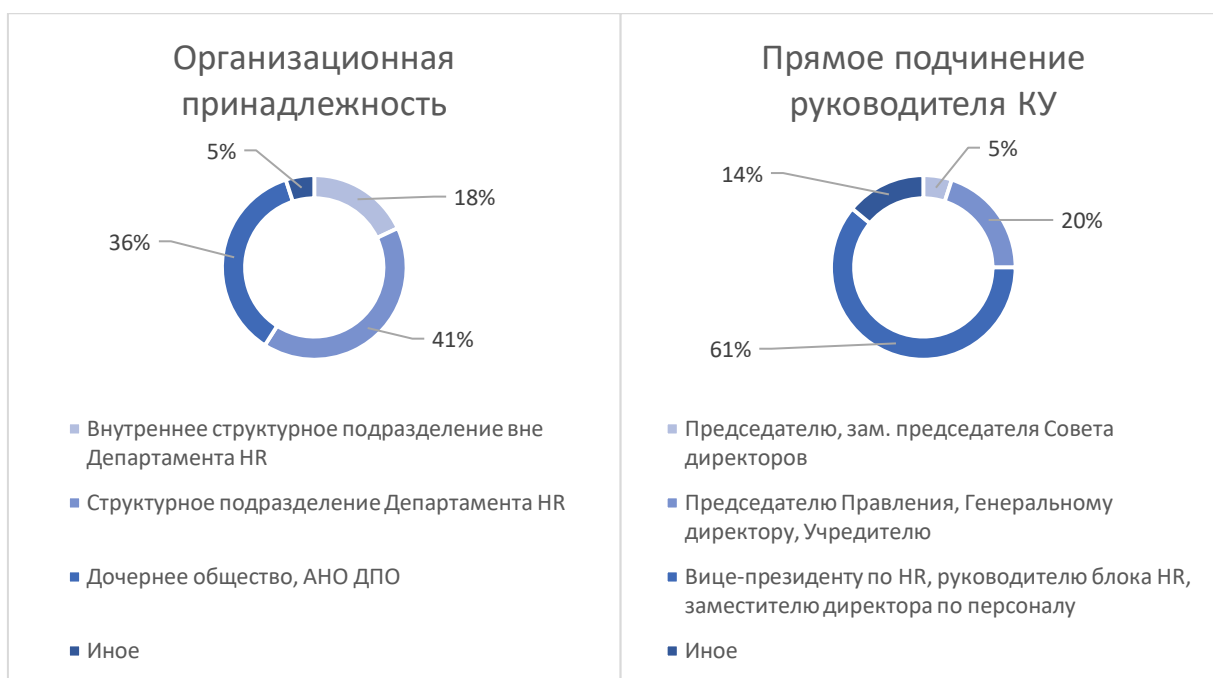 Организационная
принадлежность
5%
18%
36%
41%
Внутреннее структурное подразделение вне
Департамента HR
Структурное подразделение Департамента HR
Дочернее общество, АНО ДПО
Иное
Прямое подчинение
руководителя КУ
5%
14%
20%
61%
Председателю, зам. председателя Совета
директоров
Председателю Правления, Генеральному
директору, Учредителю
Вице-президенту по HR, руководителю блока HR,
заместителю директора по персоналу
Иное